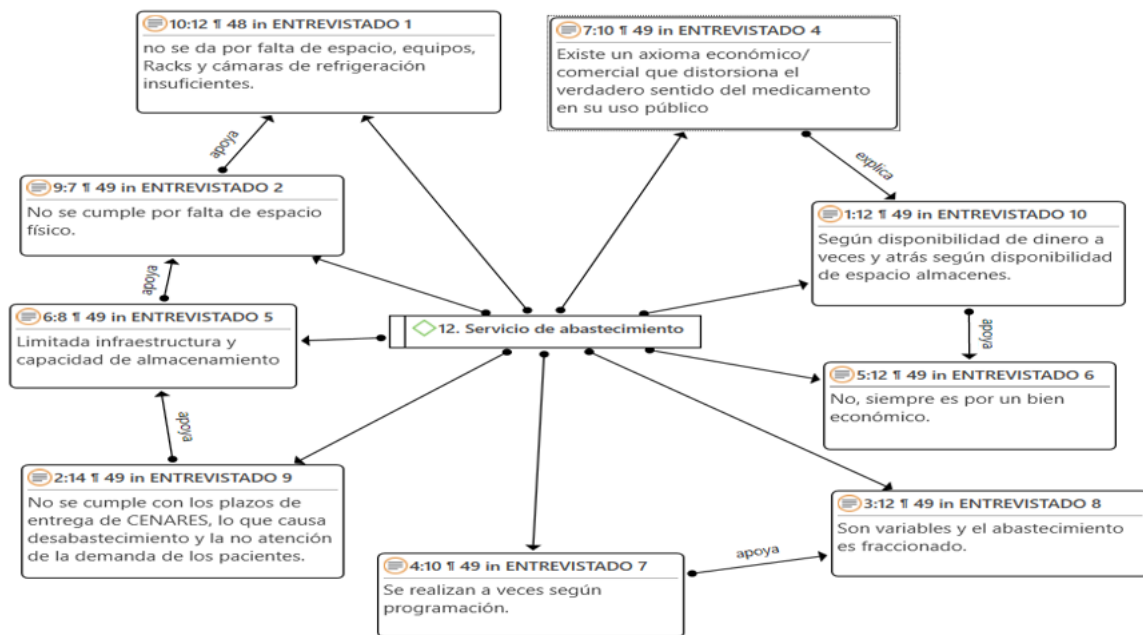 10:12 ¶ 48 in ENTREVISTADO 1
no se da por falta de espacio, equipos,
Racks y cámaras de refrigeración
insuficientes.
7:10 ¶ 49 in ENTREVISTADO 4
Existe un axioma económico/
comercial que distorsiona el
verdadero sentido del medicamento
en su uso público
apoya
explica
9:7 ¶ 49 in ENTREVISTADO 2
No se cumple por falta de espacio
físico.
1:12 ¶ 49 in ENTREVISTADO 10
Según disponibilidad de dinero a
veces y atrás según disponibilidad
de espacio almacenes.
apoya
6:8 ¶ 49 in ENTREVISTADO 5
Limitada infraestructura y
capacidad de almacenamiento
12. Servicio de abastecimiento
apoya
5:12 ¶ 49 in ENTREVISTADO 6
No, siempre es por un bien
económico.
apoya
2:14 ¶ 49 in ENTREVISTADO 9
No se cumple con los plazos de
entrega de CENARES, lo que causa
desabastecimiento y la no atención
de la demanda de los pacientes.
3:12 ¶ 49 in ENTREVISTADO 8
Son variables y el abastecimiento
es fraccionado.
apoya
4:10 ¶ 49 in ENTREVISTADO 7
Se realizan a veces según
programación.